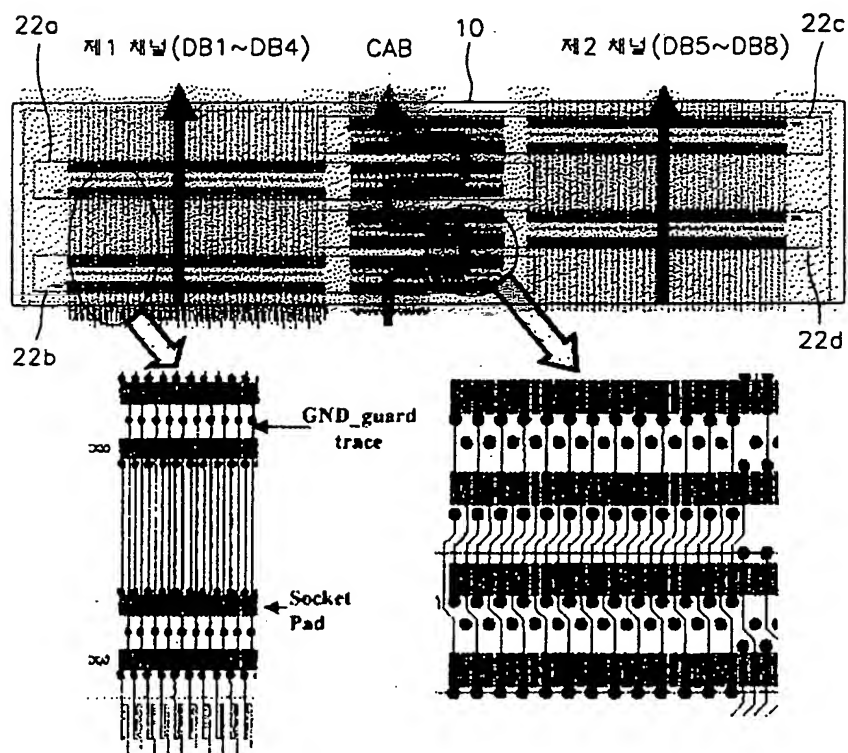 22a 제1 채널(DB1~DB4) CAB 10 제2 채널(DB5~DB8) 22c
22b
22d
GND_guard
trace
Socket
Pad